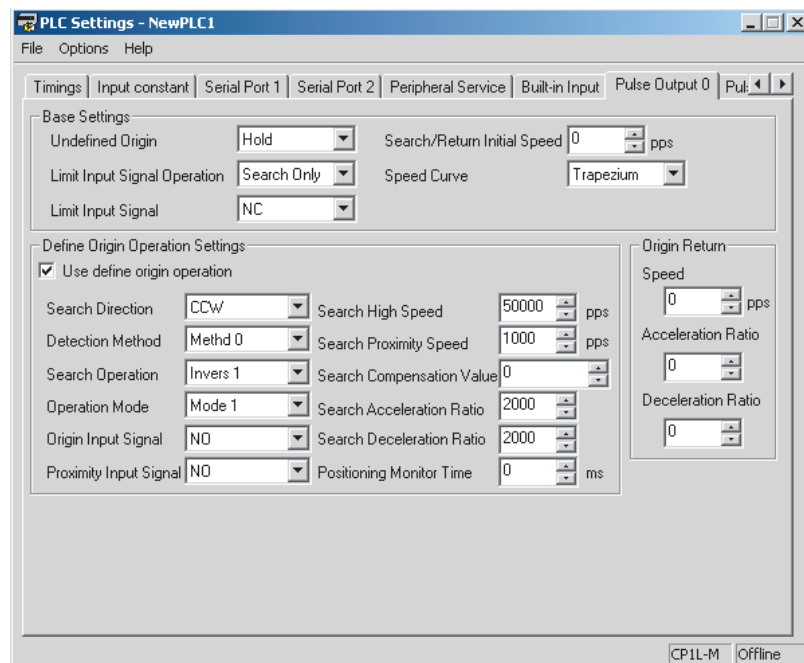 PLC Settings - NewPLC1
File Options Help
Timings Input constant Serial Port 1 Serial Port 2 Peripheral Service Built-in Input Pulse Output 0 Pul
Base Settings
Undefined Origin Hold Search/Return Initial Speed 0 pps
Limit Input Signal Operation Search Only Speed Curve Trapezium
Limit Input Signal NC
Define Origin Operation Settings Origin Return
Use define origin operation Speed
Search Direction CCW Search High Speed 50000 pps 0 pps
Detection Method Methd 0 Search Proximity Speed 1000 pps Acceleration Ratio
Search Operation Invers 1 Search Compensation Value 0 0
Operation Mode Mode 1 Search Acceleration Ratio 2000 Deceleration Ratio
Origin Input Signal NO Search Deceleration Ratio 2000 0
Proximity Input Signal NO Positioning Monitor Time 0 ms
CP1L-M Offline